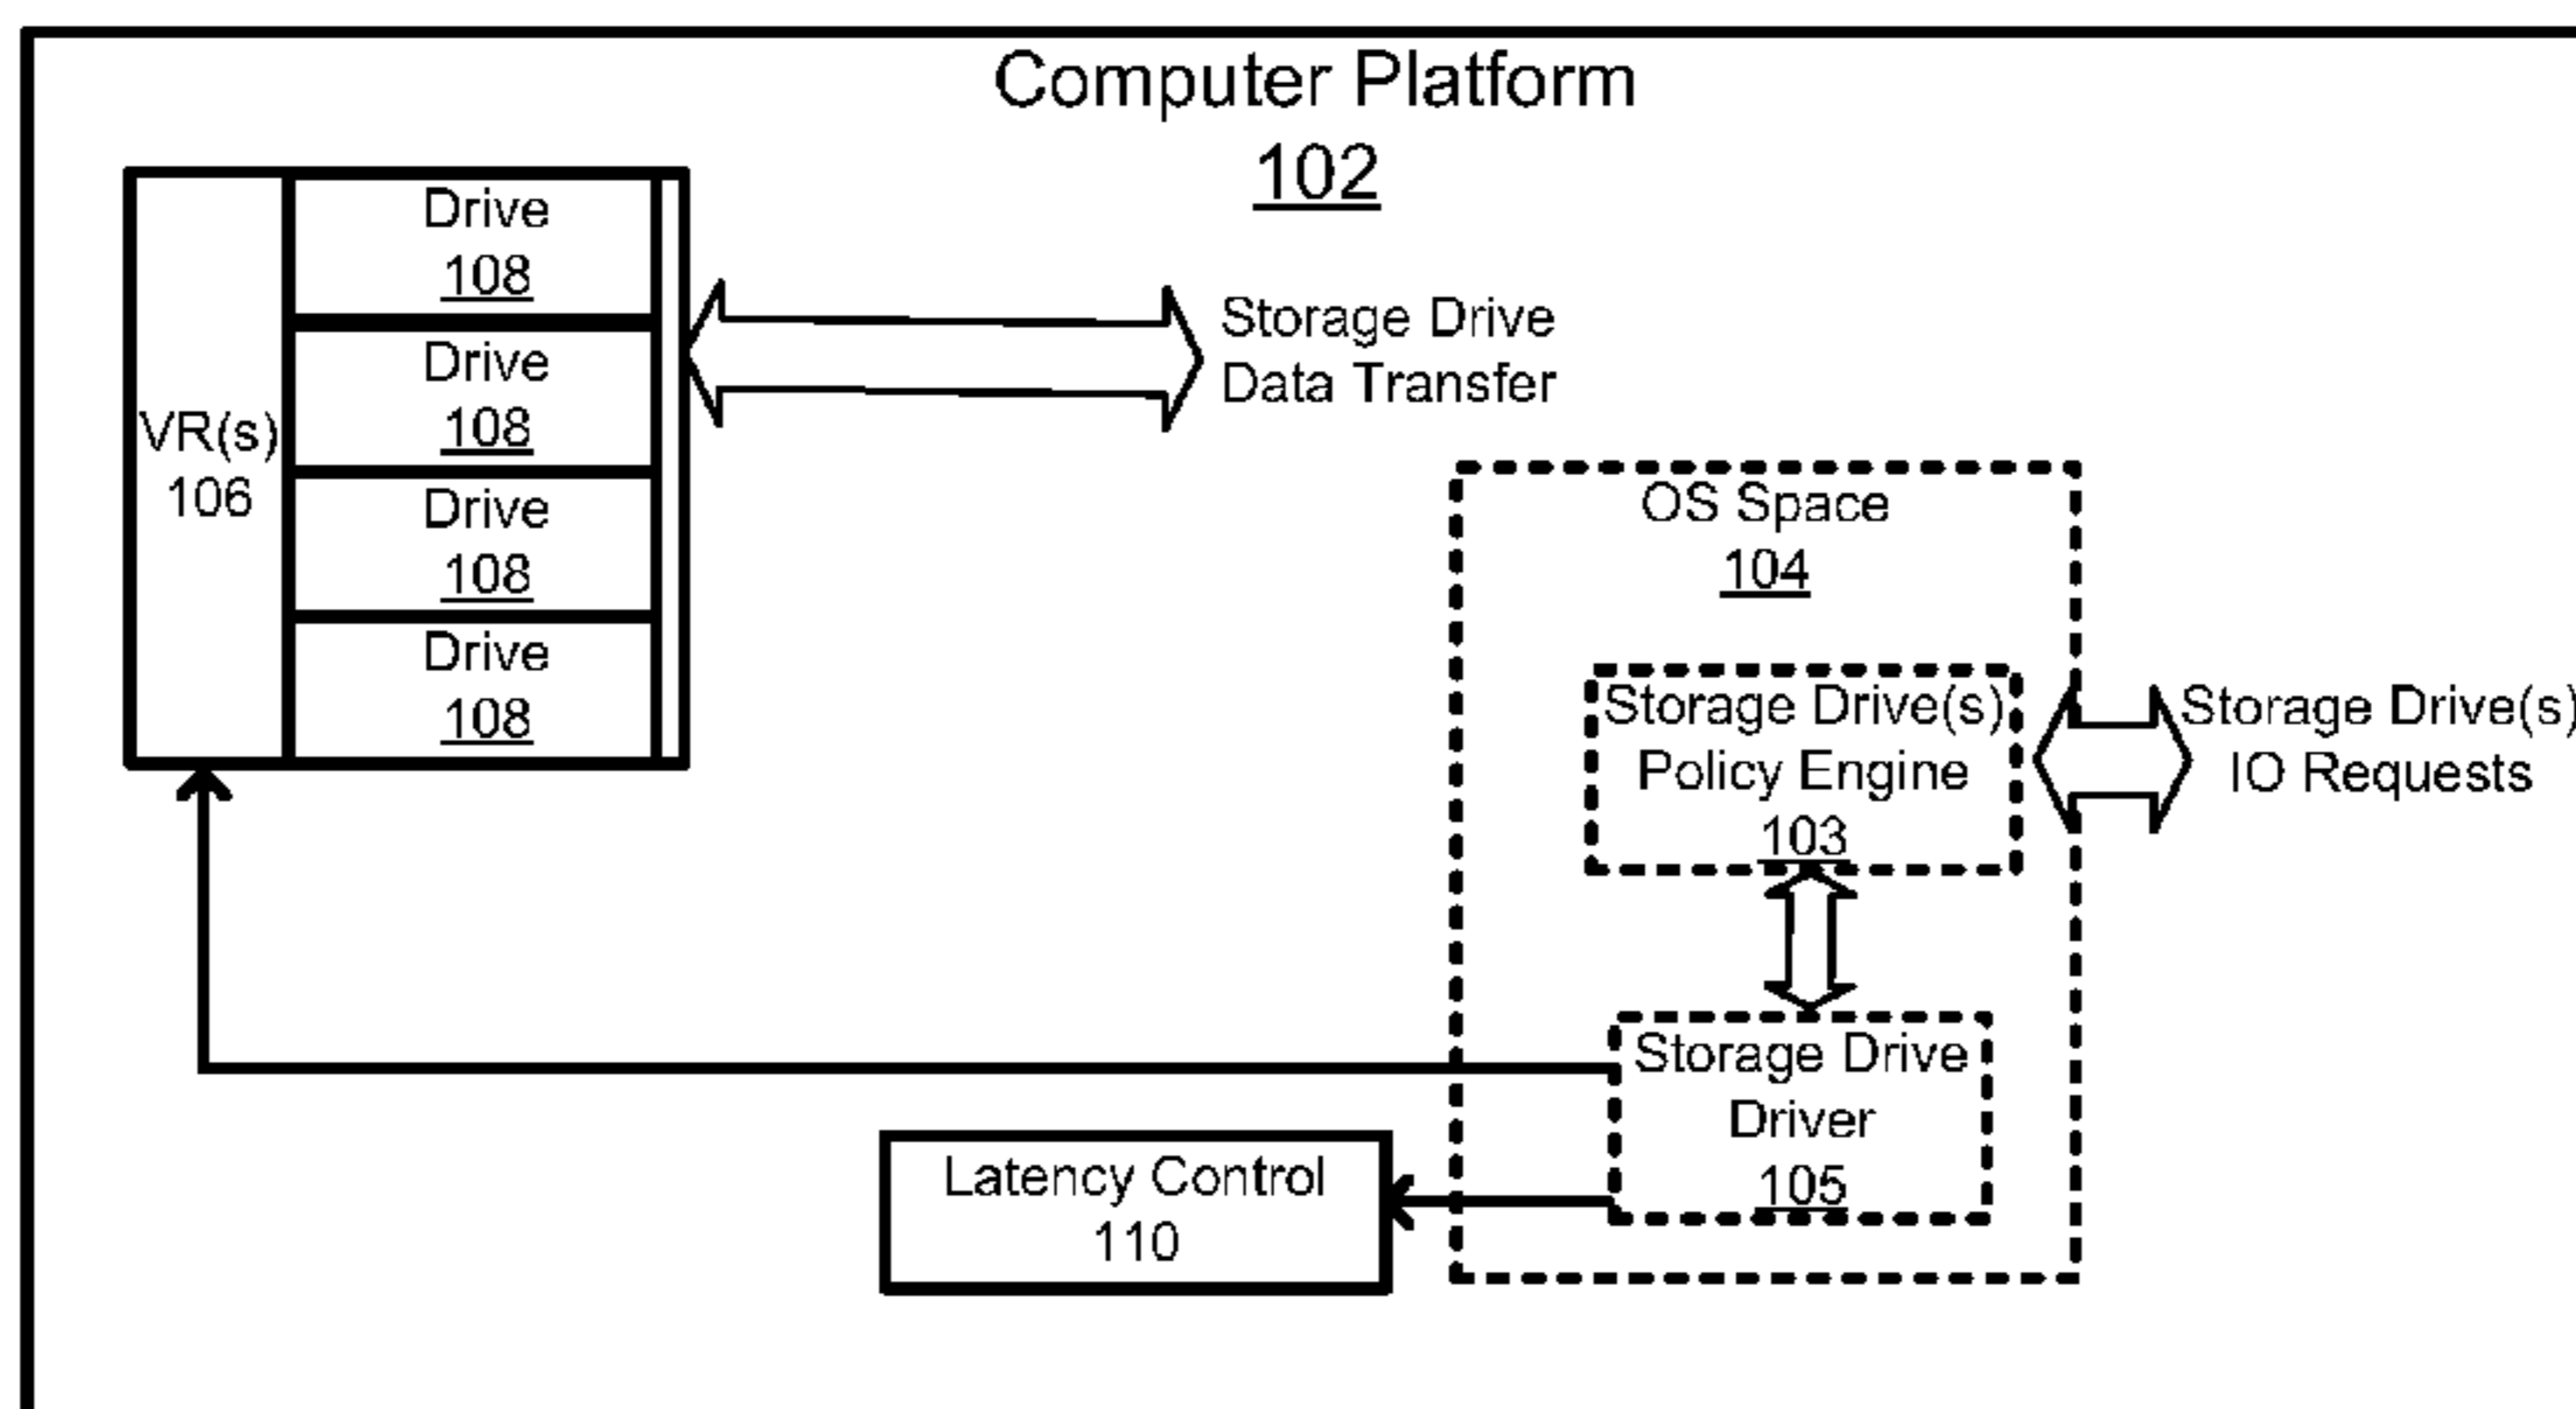 Computer Platform
102
VR(s)
106
Drive
108
Drive
108
Drive
108
Drive
108
Storage Drive
Data Transfer
OS Space
104
Storage Drive(s)
Policy Engine
103
Storage Drive(s)
IO Requests
Storage Drive
Driver
105
Latency Control
110